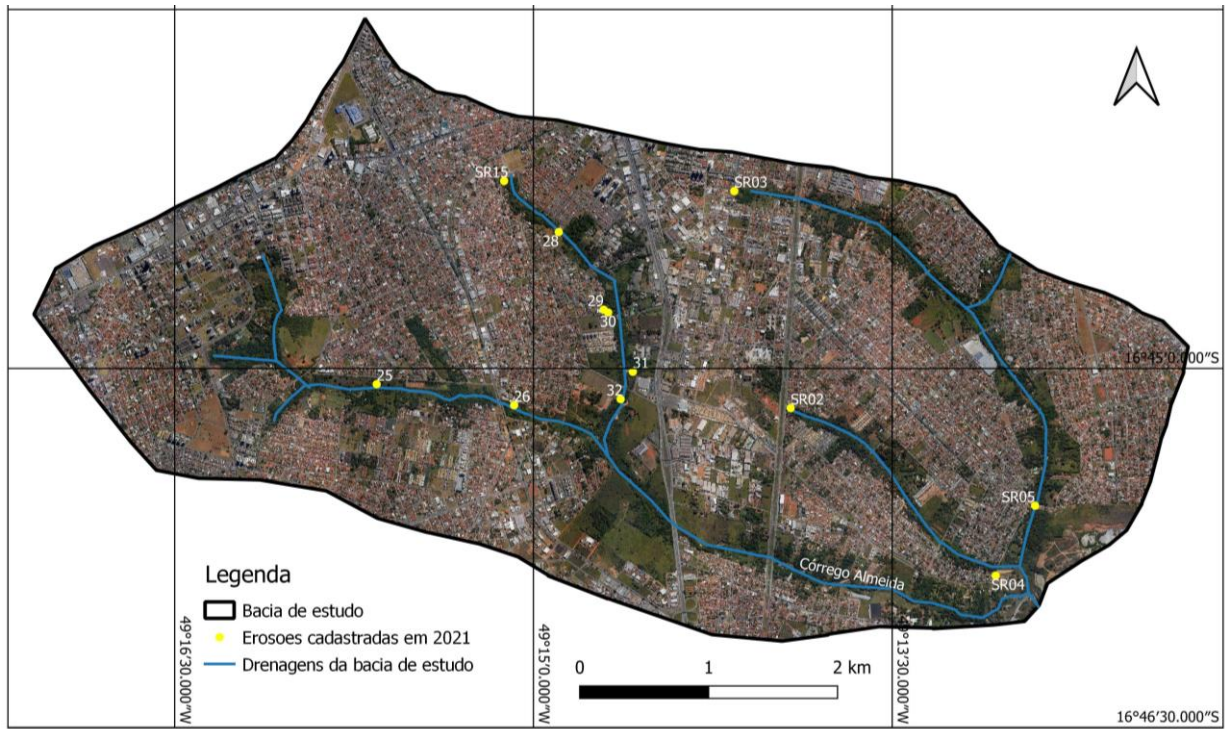 SR15
SR03
28
29
30
31
16°45′0.000″S
25
32
26
SR02
SR05
Córrego Almeida
SR04
Legenda
Bacia de estudo
Erosoes cadastradas em 2021
Drenagens da bacia de estudo
49°16′30.000″W
49°15′0.000″W
49°13′30.000″W
0 1 2 km
16°46′30.000″S